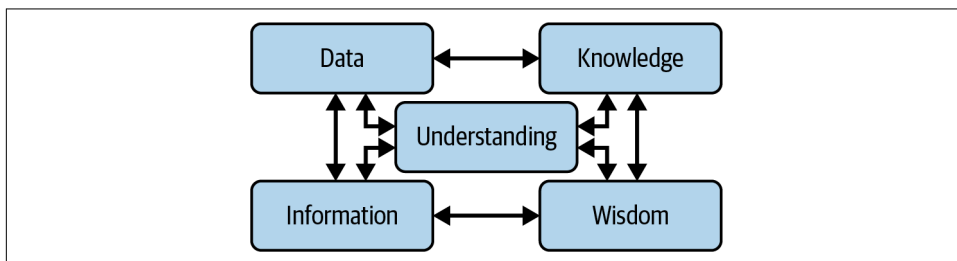 Data
Knowledge
Understanding
Information
Wisdom